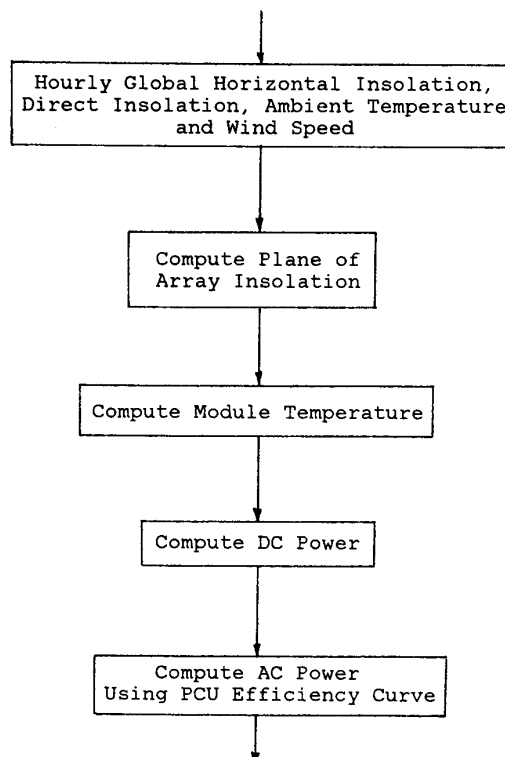 Hourly Global Horizontal Insolation,
Direct Insolation, Ambient Temperature
and Wind Speed
Compute Plane of
Array Insolation
Compute Module Temperature
Compute DC Power
Compute AC Power
Using PCU Efficiency Curve